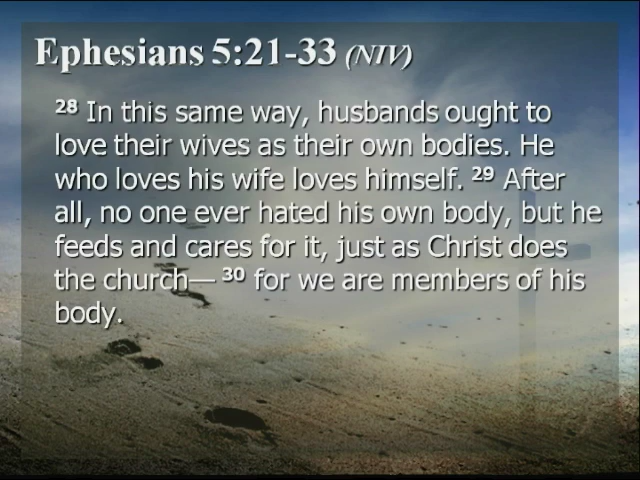 Ephesians 5:21-33 (NIV)
28 In this same way, husbands ought to
love their wives as their own bodies. He
who loves his wife loves himself. 29 After
all, no one ever hated his own body, but he
feeds and cares for it, just as Christ does
the church— 30 for we are members of his
body.